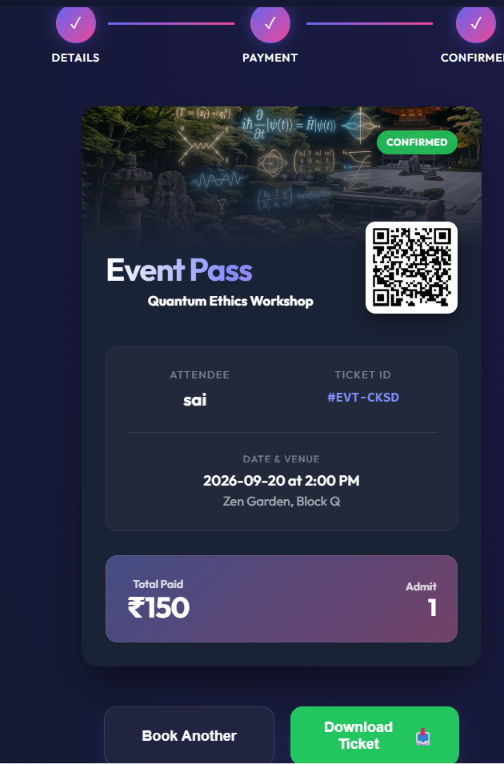 DETAILS
PAYMENT
CONFIRME
iħ ∂/∂t |ψ(t)⟩ = Ĥ|ψ(t)⟩
CONFIRMED
Event Pass
Quantum Ethics Workshop
ATTENDEE
TICKET ID
sai
#EVT-CKSD
DATE & VENUE
2026-09-20 at 2:00 PM
Zen Garden, Block Q
Total Paid
Admit
₹150
1
Book Another
Download
Ticket